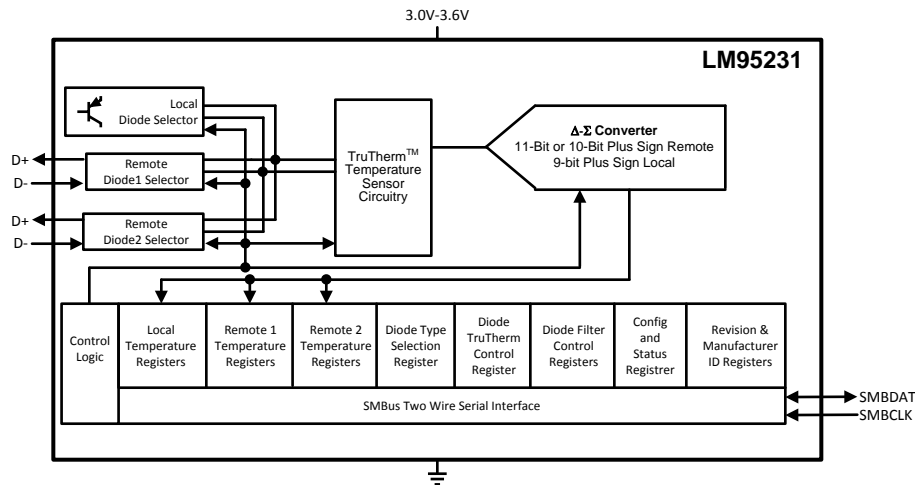 3.0V-3.6V
LM95231
Local
Diode Selector
D+
D-
Remote
Diode1 Selector
D+
D-
Remote
Diode2 Selector
TruTherm™
Temperature
Sensor
Circuitry
Δ-Σ Converter
11-Bit or 10-Bit Plus Sign Remote
9-bit Plus Sign Local
Control
Logic
Local
Temperature
Registers
Remote 1
Temperature
Registers
Remote 2
Temperature
Registers
Diode Type
Selection
Register
Diode
TruTherm
Control
Register
Diode Filter
Control
Registers
Config
and
Status
Registrer
Revision &
Manufacturer
ID Registers
SMBus Two Wire Serial Interface
SMBDAT
SMBCLK